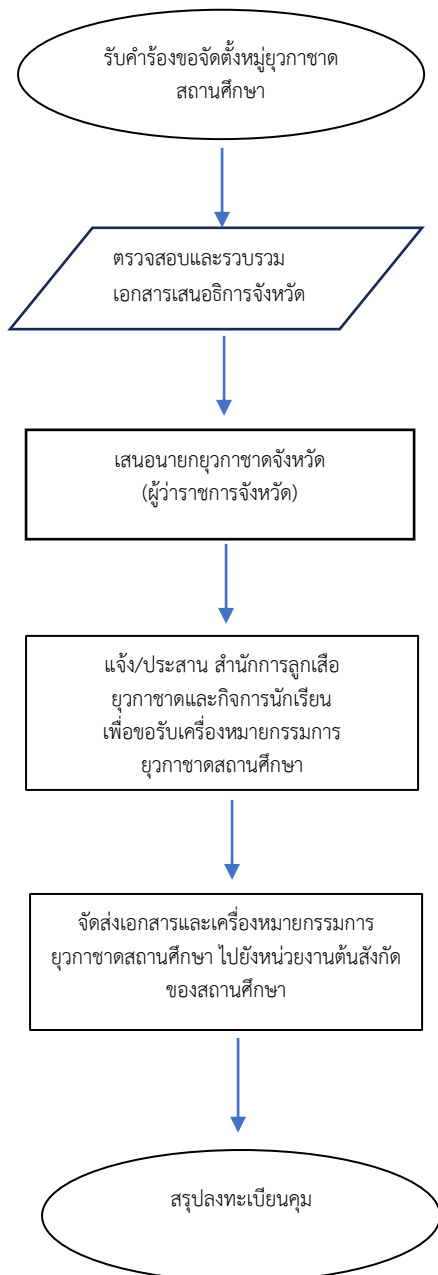 รับคำร้องขอจัดตั้งหมู่ยุวกาชาด
สถานศึกษา
ตรวจสอบและรวบรวม
เอกสารเสนอธิการจังหวัด
เสนอนายกยุวกาชาดจังหวัด
(ผู้ว่าราชการจังหวัด)
แจ้ง/ประสาน สำนักการลูกเสือ
ยุวกาชาดและกิจการนักเรียน
เพื่อขอรับเครื่องหมายกรรมการ
ยุวกาชาดสถานศึกษา
จัดส่งเอกสารและเครื่องหมายกรรมการ
ยุวกาชาดสถานศึกษา ไปยังหน่วยงานต้นสังกัด
ของสถานศึกษา
สรุปลงทะเบียนคุม